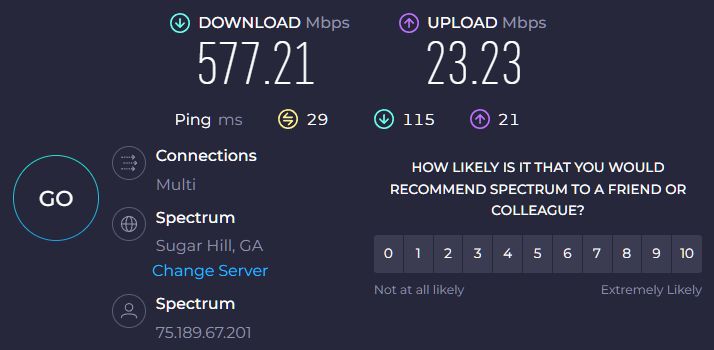 DOWNLOAD Mbps
577.21
UPLOAD Mbps
23.23
Ping ms 29 115 21
GO
Connections
Multi
Spectrum
Sugar Hill, GA
Change Server
Spectrum
75.189.67.201
HOW LIKELY IS IT THAT YOU WOULD
RECOMMEND SPECTRUM TO A FRIEND OR
COLLEAGUE?
0 1 2 3 4 5 6 7 8 9 10
Not at all likely Extremely Likely